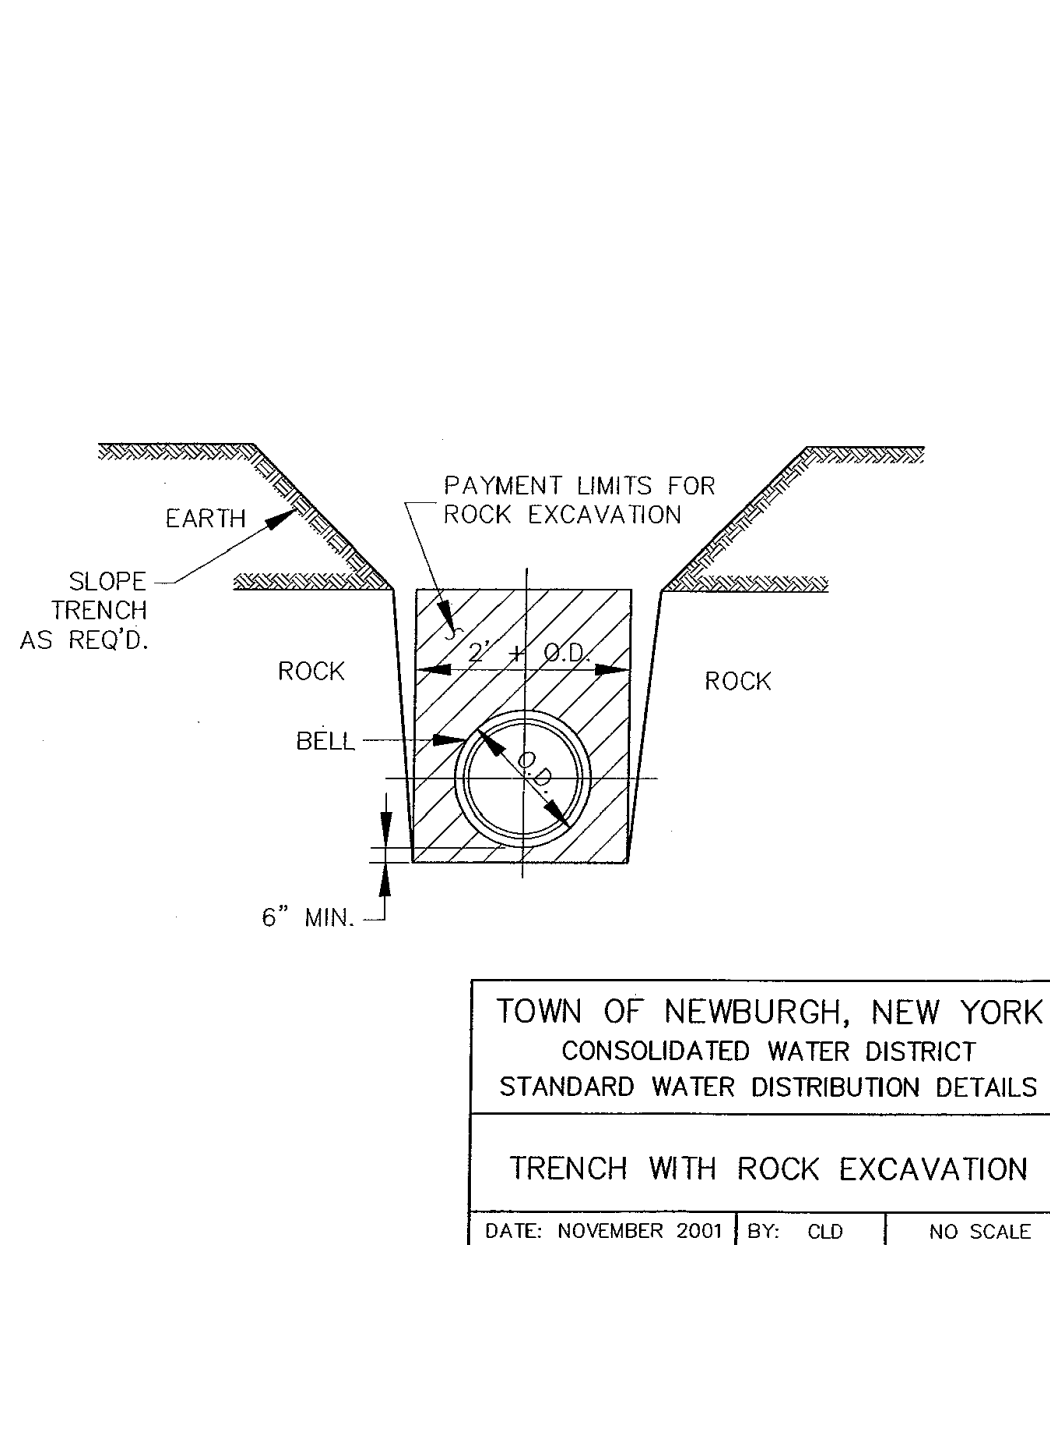 PAYMENT LIMITS FOR
ROCK EXCAVATION
EARTH
SLOPE
TRENCH
AS REQ'D.
2' + O.D.
ROCK
ROCK
BELL
O.D.
6" MIN.
TOWN OF NEWBURGH, NEW YORK
CONSOLIDATED WATER DISTRICT
STANDARD WATER DISTRIBUTION DETAILS
TRENCH WITH ROCK EXCAVATION
DATE: NOVEMBER 2001
BY: CLD
NO SCALE